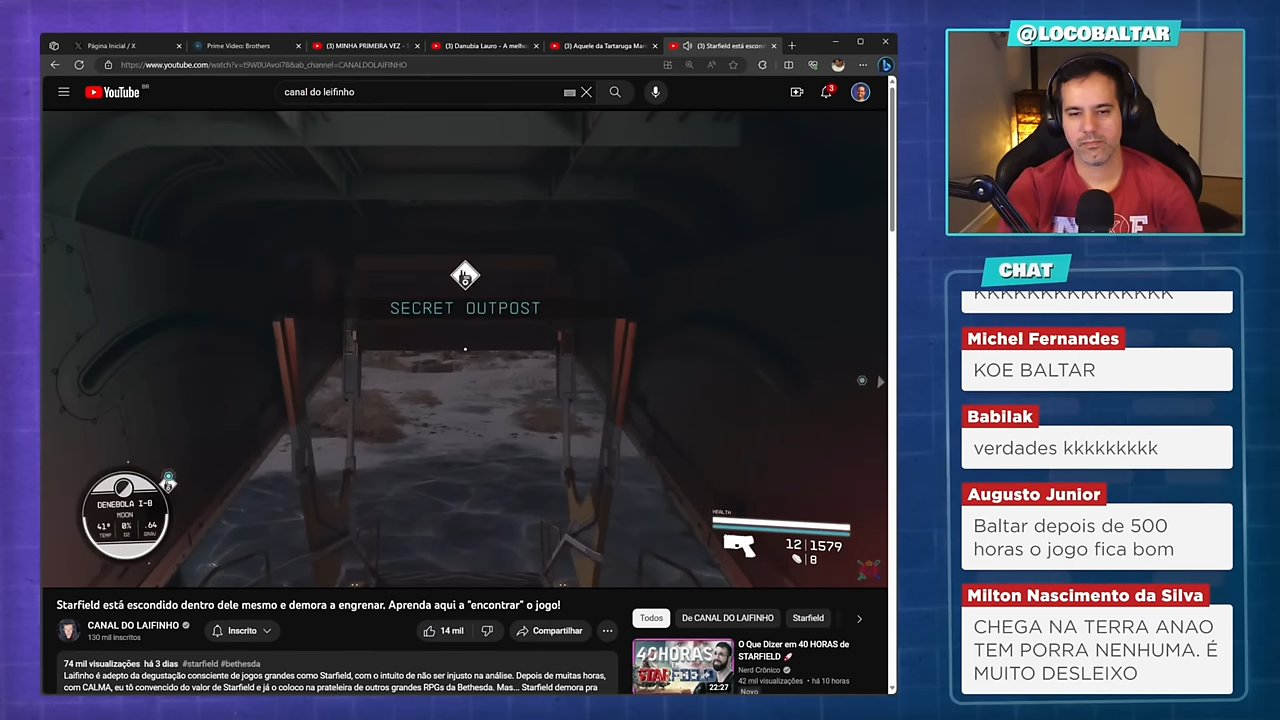 @LOCOBALTAR
Página Inicial / X
Prime Video: Brothers
(3) MINHA PRIMEIRA VEZ - S
(3) Danubia Lauro - A melho
(3) Aquele da Tartaruga Mar
(3) Starfield está escond
https://www.youtube.com/watch?v=t9W0UAvoI78&ab_channel=CANALDOLAIFINHO
YouTube BR
canal do leifinho
3
SECRET OUTPOST
DENEBOLA I-B
MOON
41° 0% .64
TEMP O2 GRAV
HEALTH
12|1579
8
Starfield está escondido dentro dele mesmo e demora a engrenar. Aprenda aqui a "encontrar" o jogo!
CANAL DO LAIFINHO
130 mil inscritos
Inscrito
14 mil
Compartilhar
74 mil visualizações há 3 dias #starfield #bethesda
Laifinho é adepto da degustação consciente de jogos grandes como Starfield, com o intuito de não ser injusto na análise. Depois de muitas horas,
com CALMA, eu tô convencido do valor de Starfield e já o coloco na prateleira de outros grandes RPGs da Bethesda. Mas... Starfield demora pra
Todos
De CANAL DO LAIFINHO
Starfield
40HORAS
STARFIELD
22:27
O Que Dizer em 40 HORAS de
STARFIELD 🚀
Nerd Crônico
42 mil visualizações • há 10 horas
Novo
CHAT
KKKKKKKKKKKKKKK
Michel Fernandes
KOE BALTAR
Babilak
verdades kkkkkkkkk
Augusto Junior
Baltar depois de 500
horas o jogo fica bom
Milton Nascimento da Silva
CHEGA NA TERRA ANAO
TEM PORRA NENHUMA. É
MUITO DESLEIXO